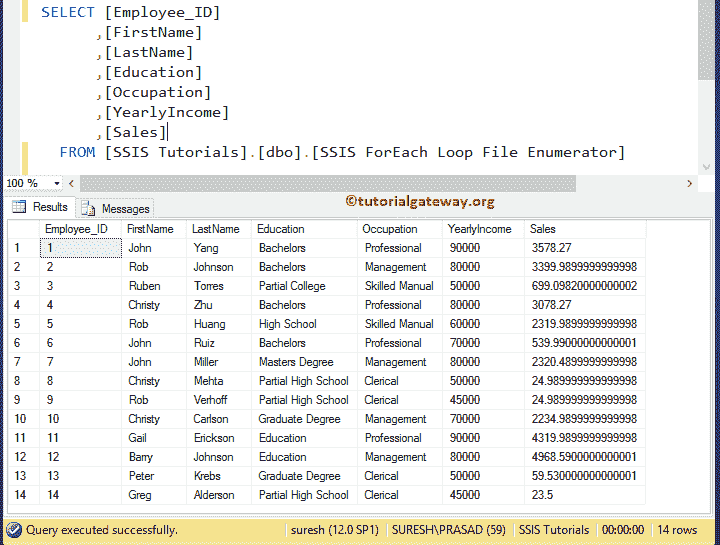 SELECT [Employee_ID]
,[FirstName]
,[LastName]
,[Education]
,[Occupation]
,[YearlyIncome]
,[Sales]
FROM [SSIS Tutorials].[dbo].[SSIS ForEach Loop File Enumerator]
100 %
©tutorialgateway.org
Results Messages
Employee_ID FirstName LastName Education Occupation YearlyIncome Sales
1 1 John Yang Bachelors Professional 90000 3578.27
2 2 Rob Johnson Bachelors Management 80000 3399.9899999999998
3 3 Ruben Torres Partial College Skilled Manual 50000 699.09820000000002
4 4 Christy Zhu Bachelors Professional 80000 3078.27
5 5 Rob Huang High School Skilled Manual 60000 2319.9899999999998
6 6 John Ruiz Bachelors Professional 70000 539.99000000000001
7 7 John Miller Masters Degree Management 80000 2320.4899999999998
8 8 Christy Mehta Partial High School Clerical 50000 24.989999999999998
9 9 Rob Verhoff Partial High School Clerical 45000 24.989999999999998
10 10 Christy Carlson Graduate Degree Management 70000 2234.9899999999998
11 11 Gail Erickson Education Professional 90000 4319.9899999999998
12 12 Barry Johnson Education Management 80000 4968.5900000000001
13 13 Peter Krebs Graduate Degree Clerical 50000 59.530000000000001
14 14 Greg Alderson Partial High School Clerical 45000 23.5
Query executed successfully. suresh (12.0 SP1) SURESH\PRASAD (59) SSIS Tutorials 00:00:00 14 rows